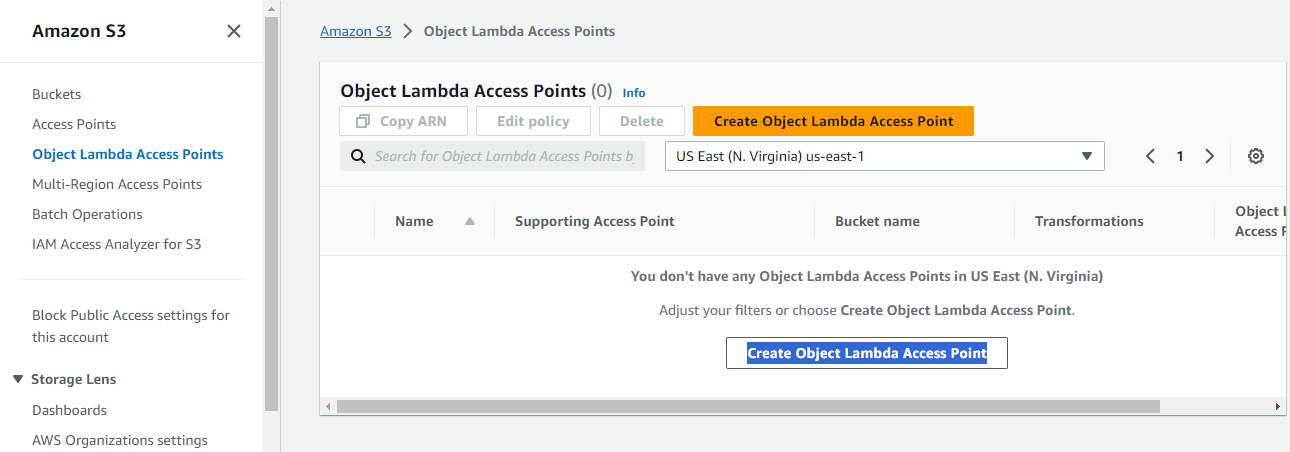 Amazon S3
Buckets
Access Points
Object Lambda Access Points
Multi-Region Access Points
Batch Operations
IAM Access Analyzer for S3
Block Public Access settings for
this account
Storage Lens
Dashboards
AWS Organizations settings
Amazon S3 > Object Lambda Access Points
Object Lambda Access Points (0) Info
Copy ARN Edit policy Delete Create Object Lambda Access Point
Search for Object Lambda Access Points b US East (N. Virginia) us-east-1 1
Name Supporting Access Point Bucket name Transformations Object
Access
You don't have any Object Lambda Access Points in US East (N. Virginia)
Adjust your filters or choose Create Object Lambda Access Point.
Create Object Lambda Access Point